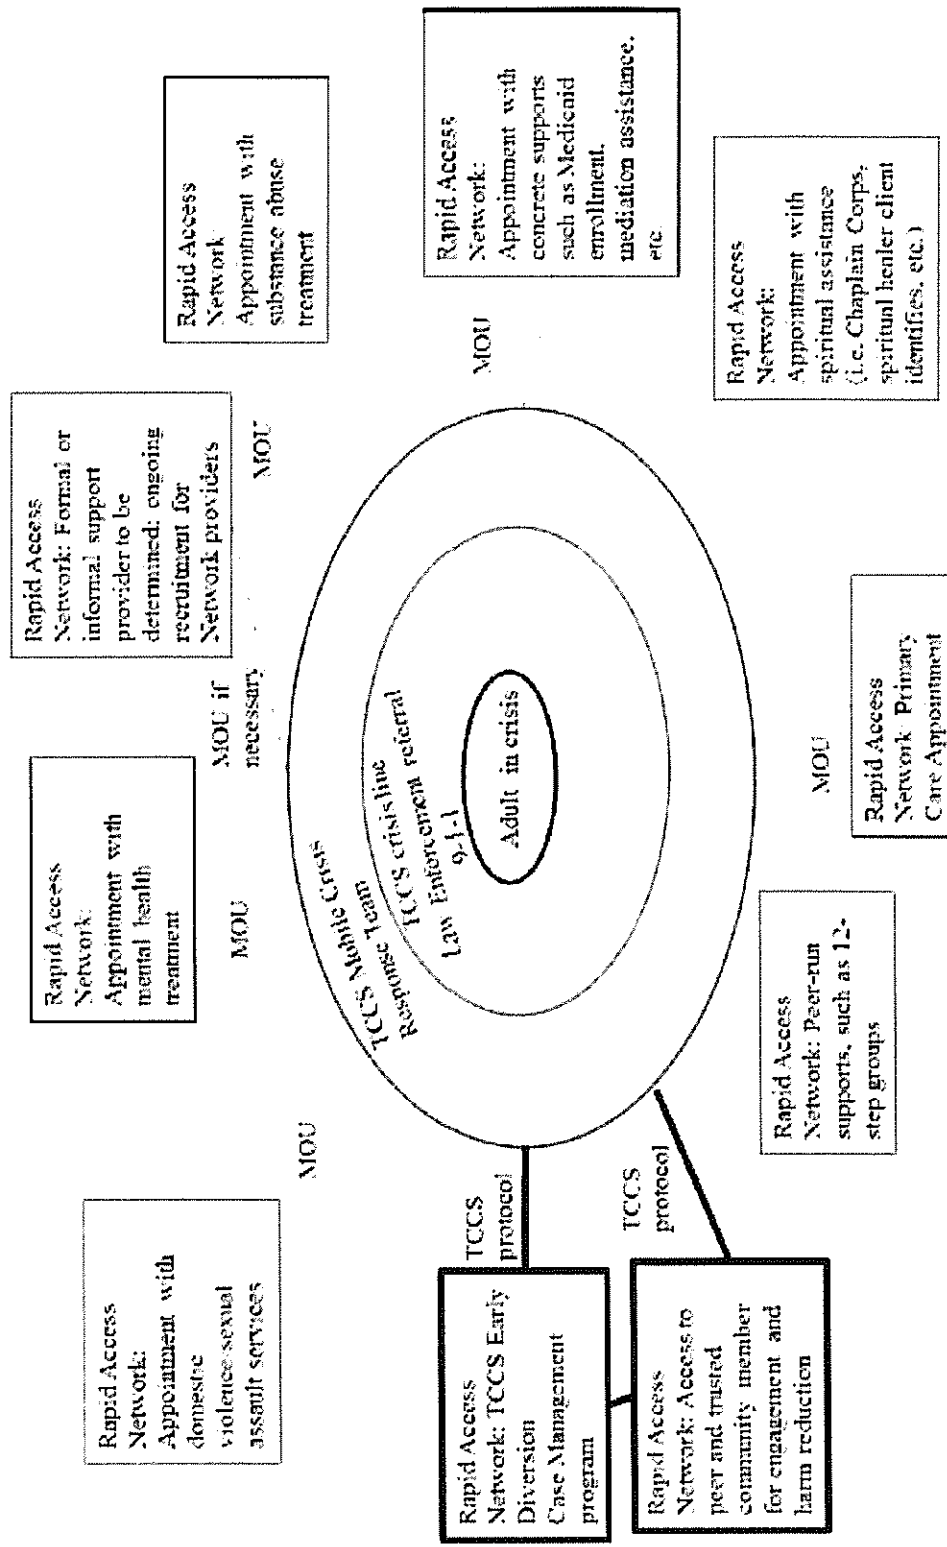 Rapid Access
Network:
Appointment with
domestic
violence sexual
assault services
Rapid Access
Network:
Appointment with
mental health
treatment
Rapid Access
Network: Formal or
informal support
provider to be
determined; ongoing
recruitment for
Network providers
Rapid Access
Network
Appointment with
substance abuse
treatment
MOU
MOU
MOU if
necessary
MOU
MOU
Rapid Access
Network:
Appointment with
concrete supports
such as Medicaid
enrollment,
mediation assistance,
etc.
TCCS Mobile Crisis
Response Team
TCCS crisis line
Law Enforcement referral
9-1-1
Adult in crisis
Rapid Access
Network: TCCS Early
Diversion
Case Management
program
TCCS
protocol
TCCS
protocol
Rapid Access
Network: Access to
peer and trusted
community member
for engagement and
harm reduction
Rapid Access
Network: Peer-run
supports, such as 12-
step groups
MOU
Rapid Access
Network Primary
Care Appointment
Rapid Access
Network:
Appointment with
spiritual assistance
(i.e. Chaplain Corps,
spiritual healer client
identifies, etc.)